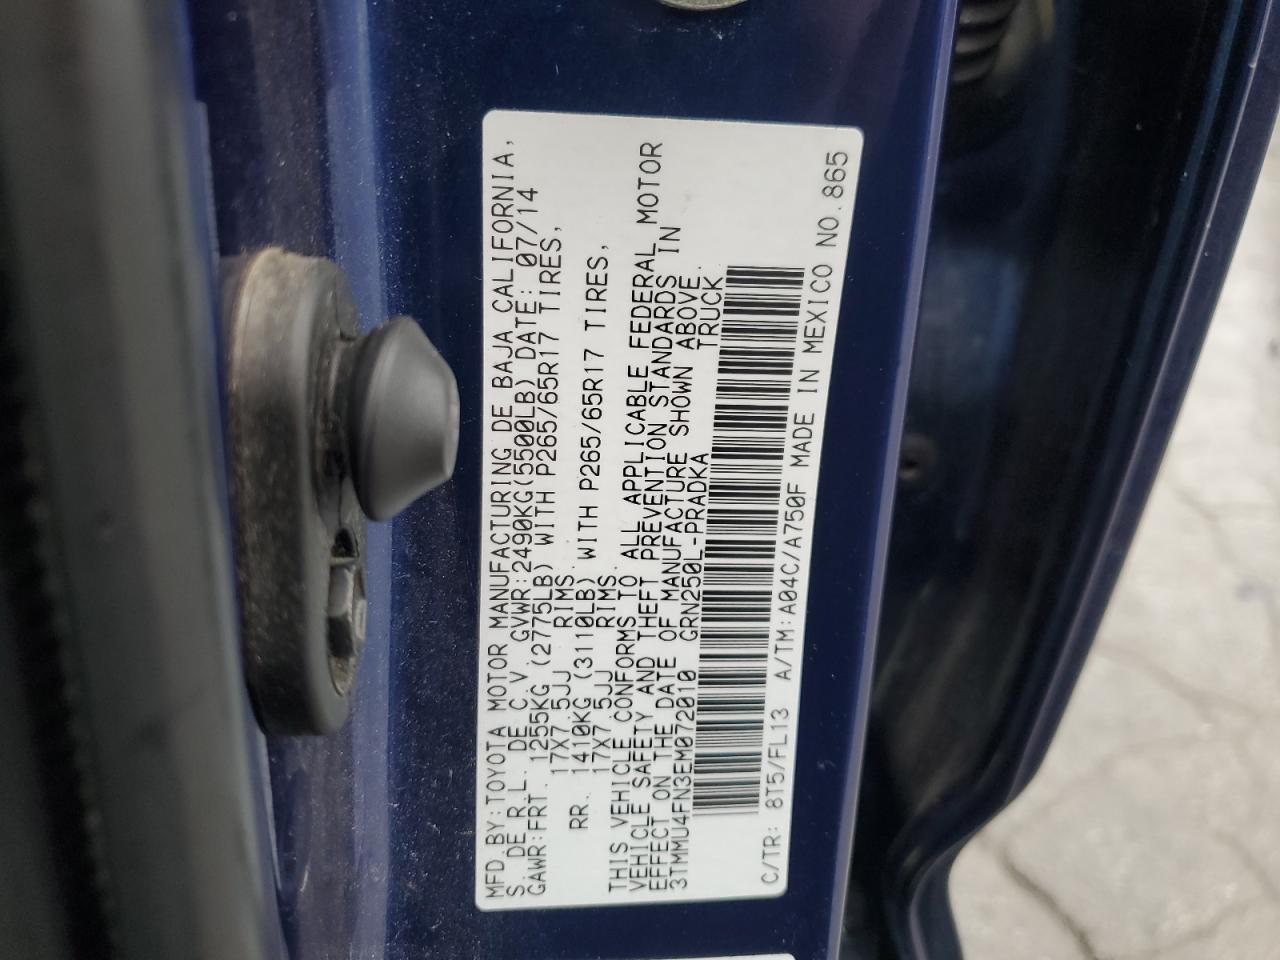 MFD.BY:TOYOTA MOTOR MANUFACTURING DE BAJA CALIFORNIA,
S. DE R.L. DE C.V. GVWR:2490KG(5500LB) DATE: 07/14
GAWR:FRT. 1255KG (2775LB) WITH P265/65R17 TIRES,
17X7.5JJ RIMS.
RR. 1410KG (3110LB) WITH P265/65R17 TIRES,
17X7.5JJ RIMS.
THIS VEHICLE CONFORMS TO ALL APPLICABLE FEDERAL MOTOR
VEHICLE SAFETY AND THEFT PREVENTION STANDARDS IN
EFFECT ON THE DATE OF MANUFACTURE SHOWN ABOVE.
3TMMU4FN3EM072010 GRN250L-PRADKA TRUCK
C/TR: 8T5/FL13 A/TM:A04C/A750F MADE IN MEXICO NO.865